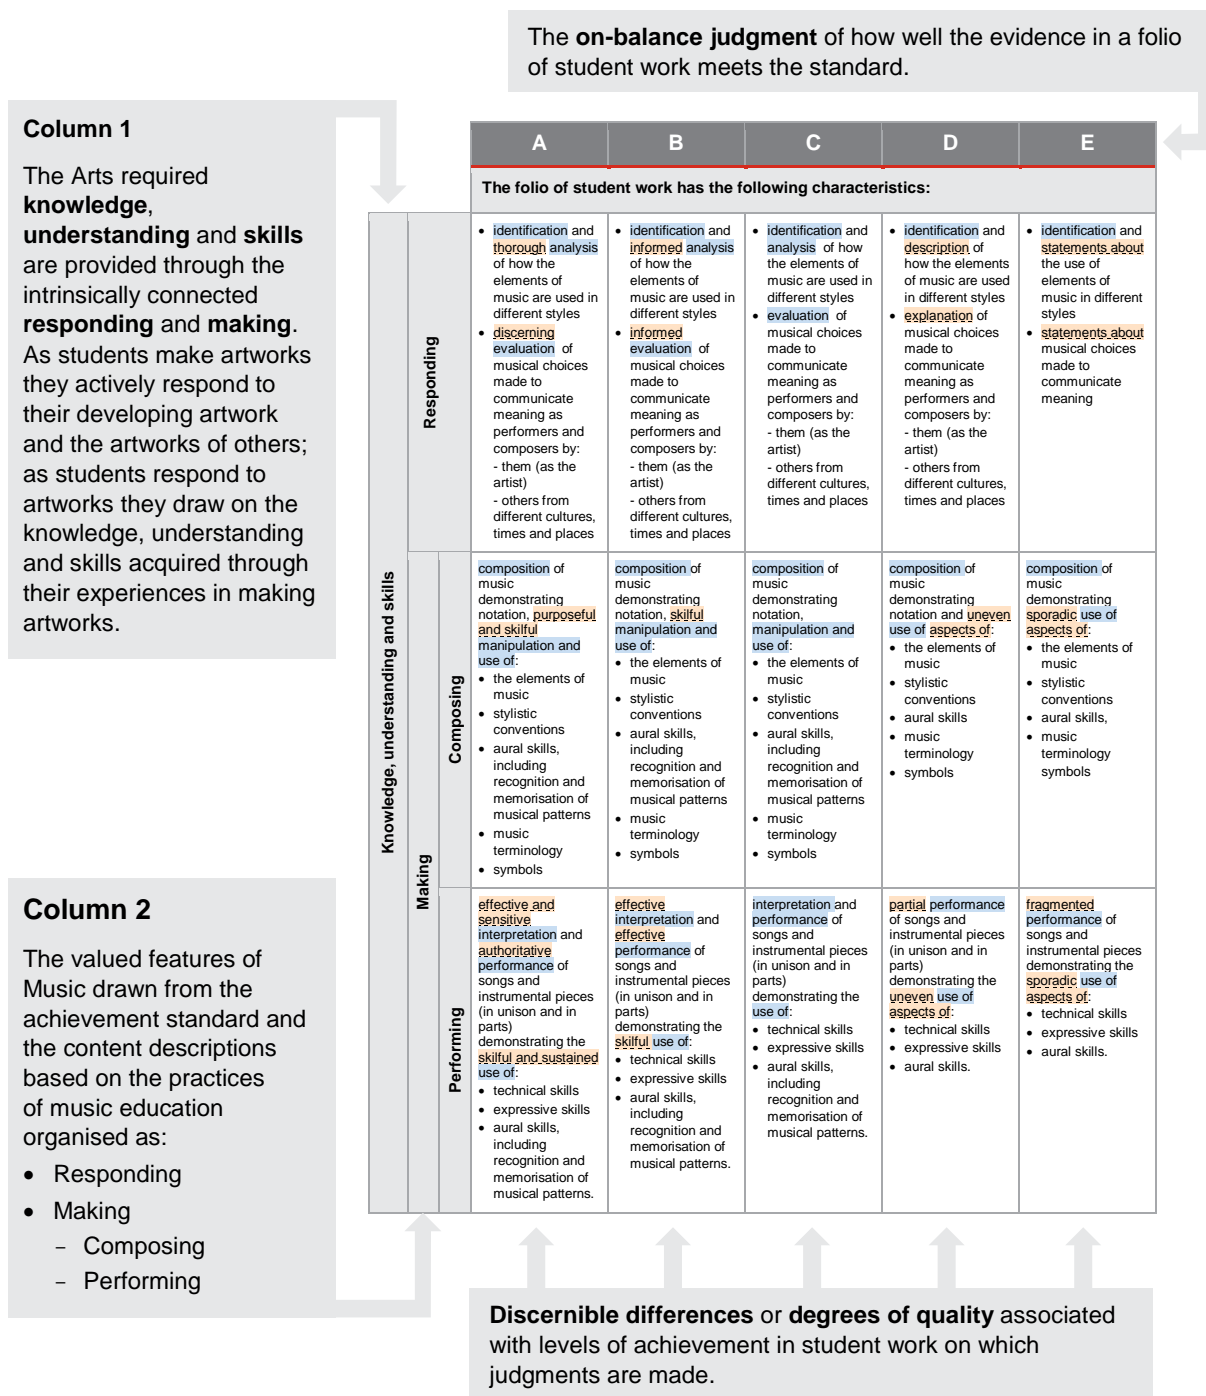 The on-balance judgment of how well the evidence in a folio
of student work meets the standard.
Column 1
The Arts required
knowledge,
understanding and skills
are provided through the
intrinsically connected
responding and making.
As students make artworks
they actively respond to
their developing artwork
and the artworks of others;
as students respond to
artworks they draw on the
knowledge, understanding
and skills acquired through
their experiences in making
artworks.
Column 2
The valued features of
Music drawn from the
achievement standard and
the content descriptions
based on the practices
of music education
organised as:
• Responding
• Making
– Composing
– Performing
A B C D E
The folio of student work has the following characteristics:
Knowledge, understanding and skills
Responding
• identification and
thorough analysis
of how the
elements of
music are used in
different styles
• discerning
evaluation of
musical choices
made to
communicate
meaning as
performers and
composers by:
- them (as the
artist)
- others from
different cultures,
times and places
• identification and
informed analysis
of how the
elements of
music are used in
different styles
• informed
evaluation of
musical choices
made to
communicate
meaning as
performers and
composers by:
- them (as the
artist)
- others from
different cultures,
times and places
• identification and
analysis of how
the elements of
music are used in
different styles
• evaluation of
musical choices
made to
communicate
meaning as
performers and
composers by:
- them (as the
artist)
- others from
different cultures,
times and places
• identification and
description of
how the elements
of music are used
in different styles
• explanation of
musical choices
made to
communicate
meaning as
performers and
composers by:
- them (as the
artist)
- others from
different cultures,
times and places
• identification and
statements about
the use of
elements of
music in different
styles
• statements about
musical choices
made to
communicate
meaning
Making
Composing
composition of
music
demonstrating
notation, purposeful
and skilful
manipulation and
use of:
• the elements of
music
• stylistic
conventions
• aural skills,
including
recognition and
memorisation of
musical patterns
• music
terminology
• symbols
composition of
music
demonstrating
notation, skilful
manipulation and
use of:
• the elements of
music
• stylistic
conventions
• aural skills,
including
recognition and
memorisation of
musical patterns
• music
terminology
• symbols
composition of
music
demonstrating
notation,
manipulation and
use of:
• the elements of
music
• stylistic
conventions
• aural skills,
including
recognition and
memorisation of
musical patterns
• music
terminology
• symbols
composition of
music
demonstrating
notation and uneven
use of aspects of:
• the elements of
music
• stylistic
conventions
• aural skills
• music
terminology
• symbols
composition of
music
demonstrating
sporadic use of
aspects of:
• the elements of
music
• stylistic
conventions
• aural skills,
• music
terminology
symbols
Performing
effective and
sensitive
interpretation and
authoritative
performance of
songs and
instrumental pieces
(in unison and in
parts)
demonstrating the
skilful and sustained
use of:
• technical skills
• expressive skills
• aural skills,
including
recognition and
memorisation of
musical patterns.
effective
interpretation and
effective
performance of
songs and
instrumental pieces
(in unison and in
parts)
demonstrating the
skilful use of:
• technical skills
• expressive skills
• aural skills,
including
recognition and
memorisation of
musical patterns.
interpretation and
performance of
songs and
instrumental pieces
(in unison and in
parts)
demonstrating the
use of:
• technical skills
• expressive skills
• aural skills,
including
recognition and
memorisation of
musical patterns.
partial performance
of songs and
instrumental pieces
(in unison and in
parts)
demonstrating the
uneven use of
aspects of:
• technical skills
• expressive skills
• aural skills.
fragmented
performance of
songs and
instrumental pieces
demonstrating the
sporadic use of
aspects of:
• technical skills
• expressive skills
• aural skills.
Discernible differences or degrees of quality associated
with levels of achievement in student work on which
judgments are made.